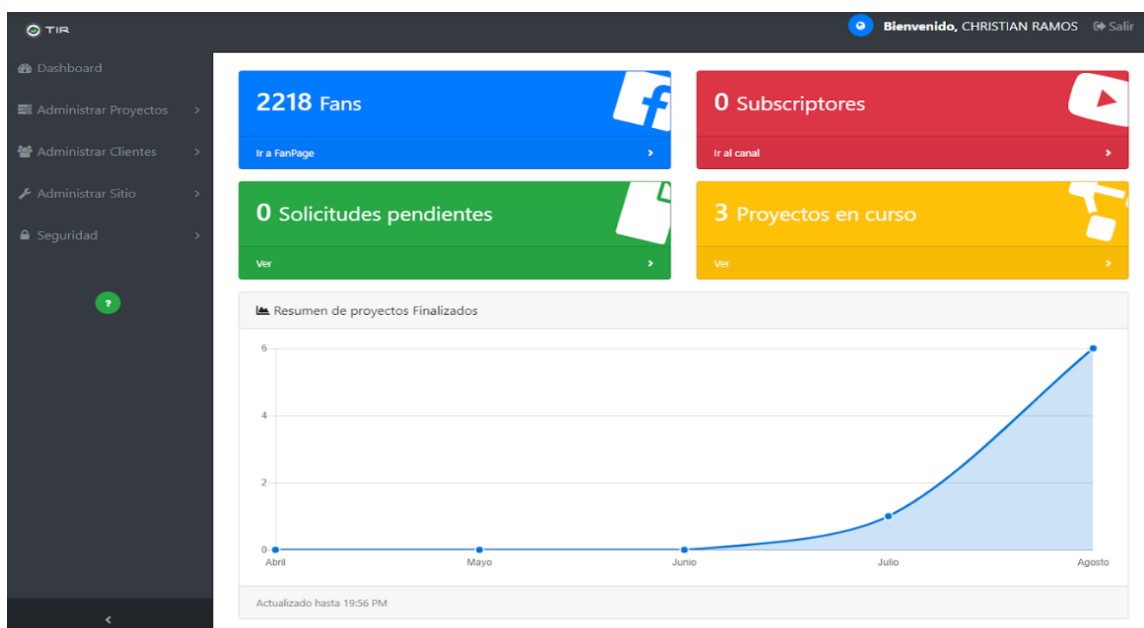 TIR
Bienvenido, CHRISTIAN RAMOS Salir
Dashboard
Administrar Proyectos
Administrar Clientes
Administrar Sitio
Seguridad
?
2218 Fans
Ir a FanPage
0 Subscriptores
Ir al canal
0 Solicitudes pendientes
Ver
3 Proyectos en curso
Ver
Resumen de proyectos Finalizados
6
4
2
0
Abril Mayo Junio Julio Agosto
Actualizado hasta 19:56 PM